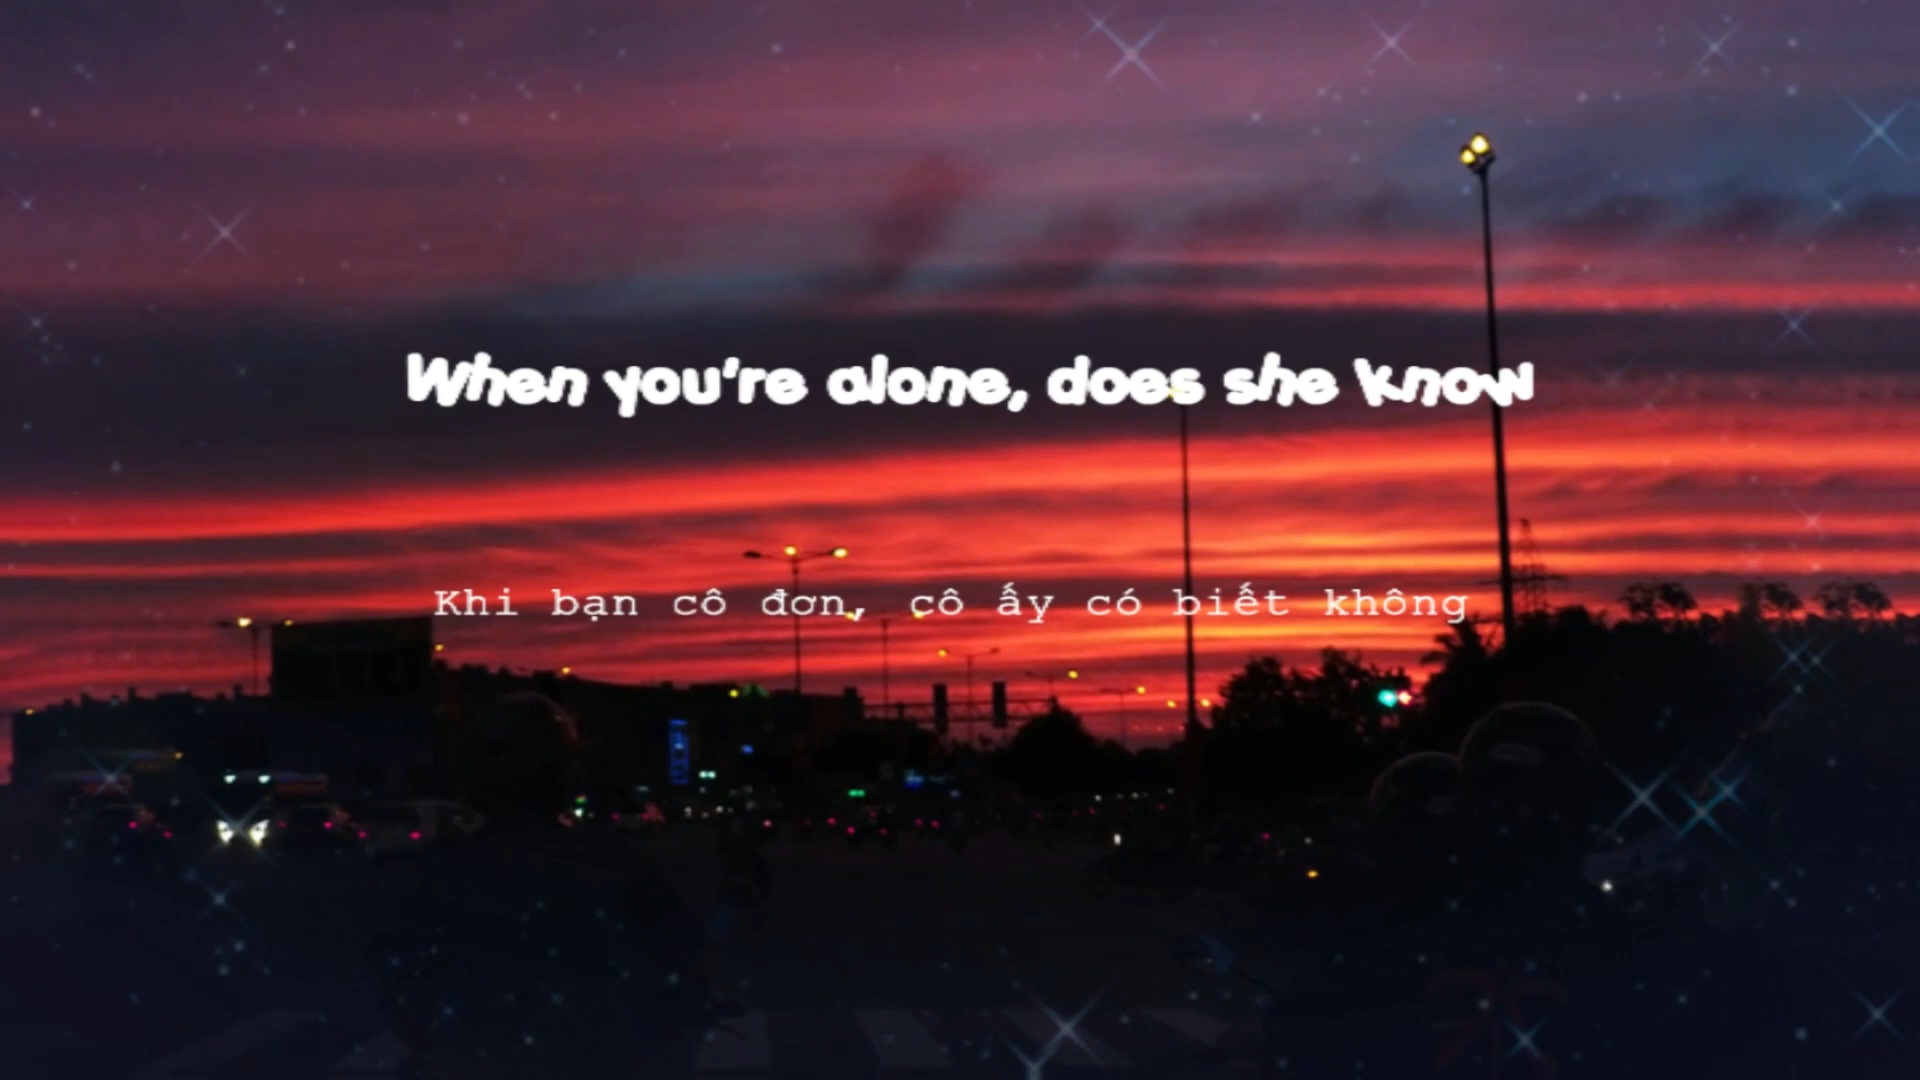 When you're alone, does she know
Khi bạn cô đơn, cô ấy có biết không